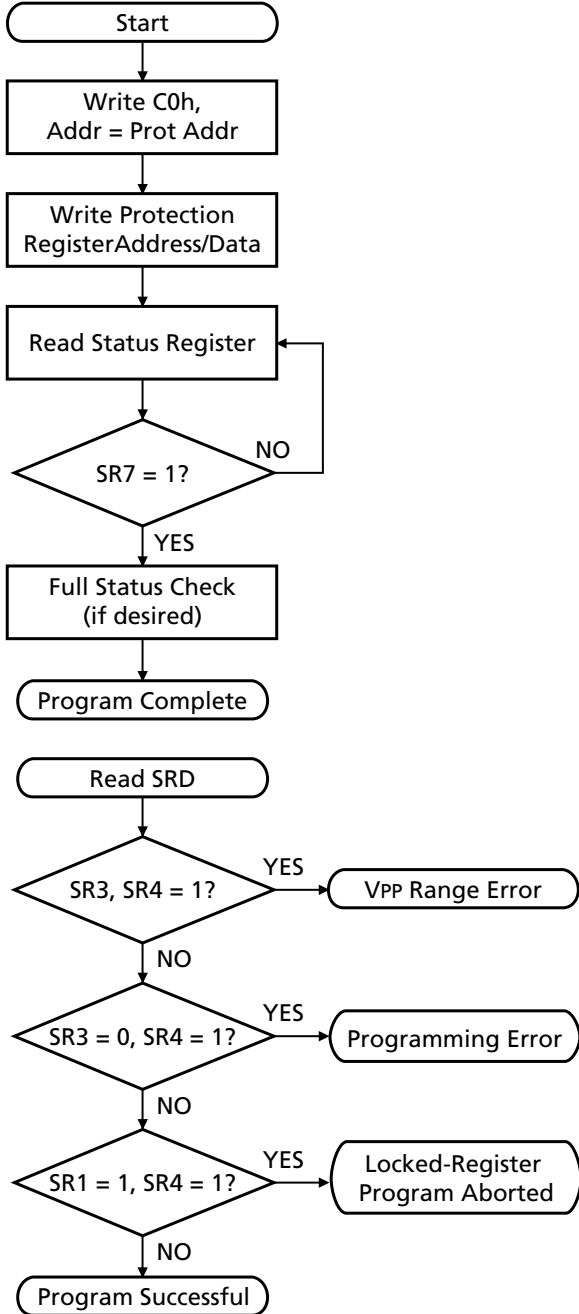 Start
Write C0h,
Addr = Prot Addr
Write Protection
RegisterAddress/Data
Read Status Register
NO
SR7 = 1?
YES
Full Status Check
(if desired)
Program Complete
Read SRD
YES
SR3, SR4 = 1?
VPP Range Error
NO
YES
SR3 = 0, SR4 = 1?
Programming Error
NO
YES
SR1 = 1, SR4 = 1?
Locked-Register
Program Aborted
NO
Program Successful